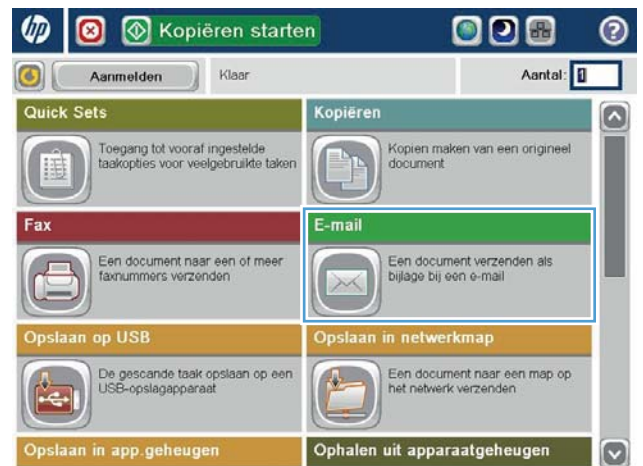 hp
Kopiëren starten
?
Aanmelden
Klaar
Aantal: 1
Quick Sets
Toegang tot vooraf ingestelde
taakopties voor veelgebruikte taken
Kopiëren
Kopien maken van een origineel
document
Fax
Een document naar een of meer
faxnummers verzenden
E-mail
Een document verzenden als
bijlage bij een e-mail
Opslaan op USB
De gescande taak opslaan op een
USB-opslagapparaat
Opslaan in netwerkmap
Een document naar een map op
het netwerk verzenden
Opslaan in app.geheugen
Ophalen uit apparaatgeheugen